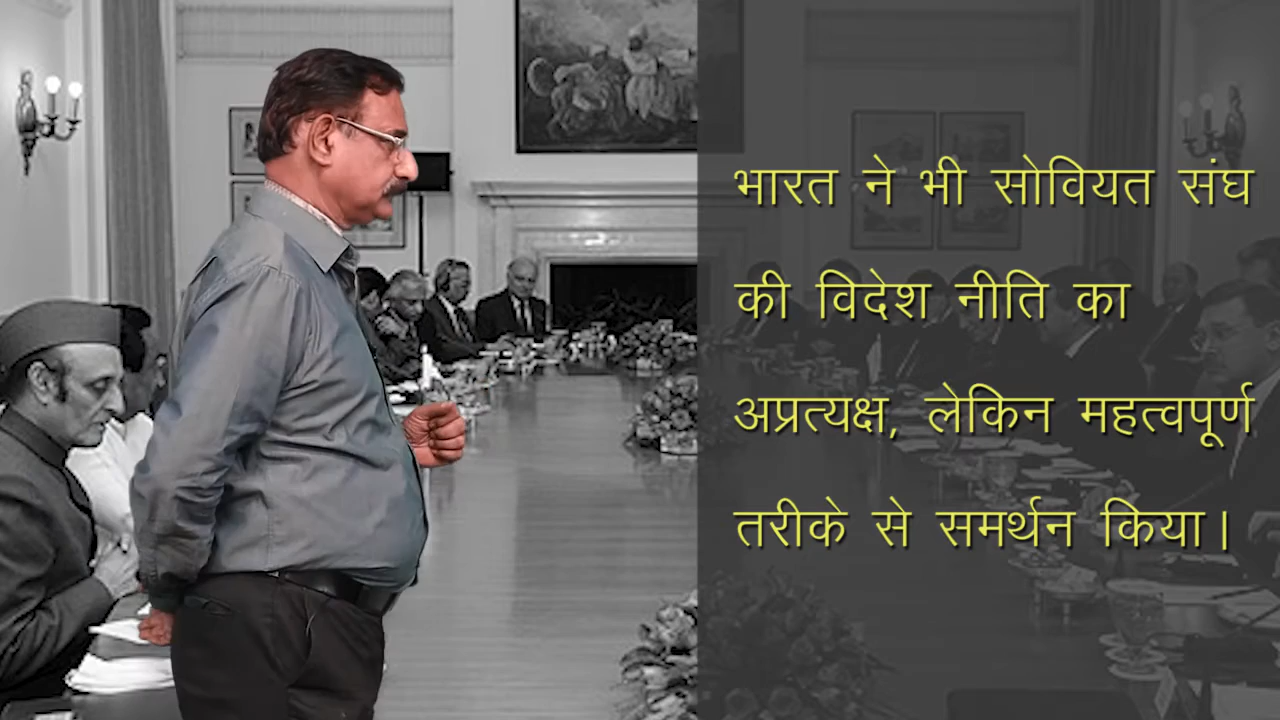 भारत ने भी सोवियत संघ
की विदेश नीति का
अप्रत्यक्ष, लेकिन महत्वपूर्ण
तरीके से समर्थन किया।